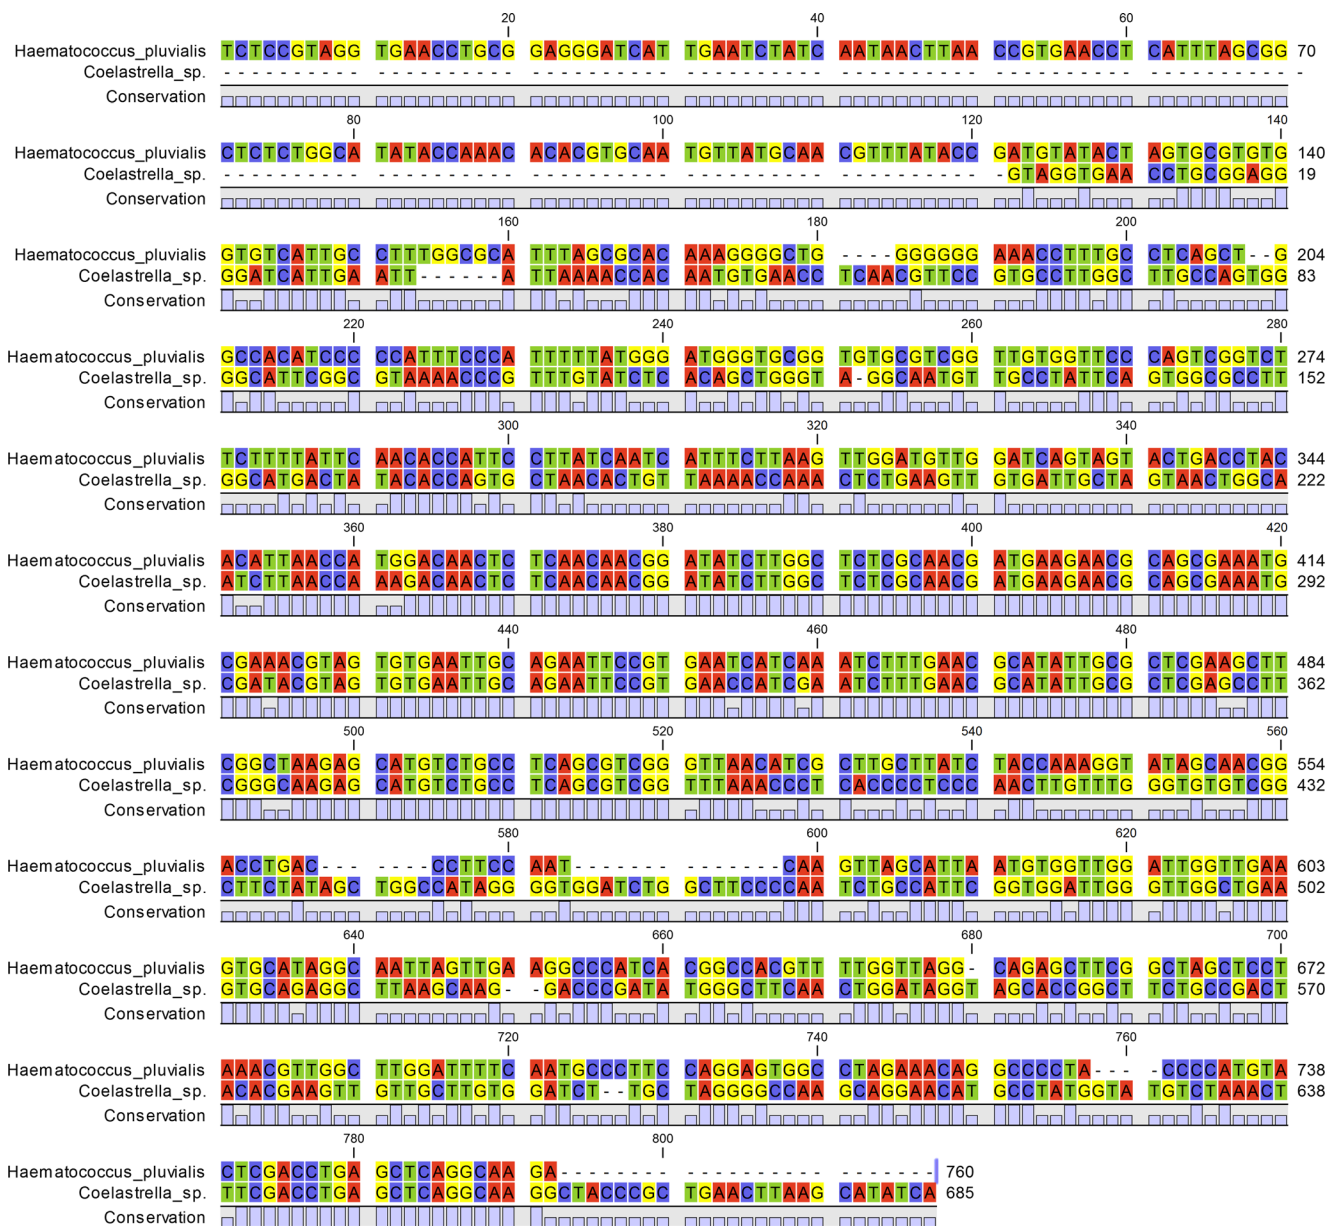 20 40 60
Haematococcus_pluvialis TCTCCGTAGG TGAACCTGCG GAGGGATCAT TGAATCTATC AATAACTTAA CCGTGAACCT CATTTAGCGG 70
Coelastrella_sp. - - - - - - - - - - - - - - - - - - - - - - - - - - - - - - - - - - - - - - - - - - - - - - - - - - - - - - - - - - - - - - - - - - - - - - -
Conservation
80 100 120 140
Haematococcus_pluvialis CTCTCTGGCA TATACCAAAC ACACGTGCAA TGTTATGCAA CGTTTATACC GATGTATACT AGTGCGTGTG 140
Coelastrella_sp. - - - - - - - - - - - - - - - - - - - - - - - - - - - - - - - - - - - - - - - - - - - - - - - - - - - - -GTAGGTGAA CCTGCGGAGG 19
Conservation
160 180 200
Haematococcus_pluvialis GTGTCATTGC CTTTGGCGCA TTTAGCGCAC AAAGGGGCTG - - - -GGGGGG AAACCTTTGC CTCAGCT- -G 204
Coelastrella_sp. GGATCATTGA ATT- - - - - -A TTAAAACCAC AATGTGAACC TCAACGTTCC GTGCCTTGGC TTGCCAGTGG 83
Conservation
220 240 260 280
Haematococcus_pluvialis GCCACATCCC CCATTTCCCA TTTTTATGGG ATGGGTGCGG TGTGCGTCGG TTGTGGTTCC CAGTCGGTCT 274
Coelastrella_sp. GGCATTCGGC GTAAAACCCG TTTGTATCTC ACAGCTGGGT A-GGCAATGT TGCCTATTCA GTGGCGCCTT 152
Conservation
300 320 340
Haematococcus_pluvialis TCTTTTATTC AACACCATTC CTTATCAATC ATTTCTTAAG TTGGATGTTG GATCAGTAGT ACTGACCTAC 344
Coelastrella_sp. GGCATGACTA TACACCAGTG CTAACACTGT TAAAACCAAA CTCTGAAGTT GTGATTGCTA GTAACTGGCA 222
Conservation
360 380 400 420
Haematococcus_pluvialis ACATTAACCA TGGACAACTC TCAACAACGG ATATCTTGGC TCTCGCAACG ATGAAGAACG CAGCGAAATG 414
Coelastrella_sp. ATCTTAACCA AAGACAACTC TCAACAACGG ATATCTTGGC TCTCGCAACG ATGAAGAACG CAGCGAAATG 292
Conservation
440 460 480
Haematococcus_pluvialis CGAAACGTAG TGTGAATTGC AGAATTCCGT GAATCATCAA ATCTTTGAAC GCATATTGCG CTCGAAGCTT 484
Coelastrella_sp. CGATACGTAG TGTGAATTGC AGAATTCCGT GAACCATCGA ATCTTTGAAC GCATATTGCG CTCGAGCCTT 362
Conservation
500 520 540 560
Haematococcus_pluvialis CGGCTAAGAG CATGTCTGCC TCAGCGTCGG GTTAACATCG CTTGCTTATC TACCAAAGGT ATAGCAACGG 554
Coelastrella_sp. CGGGCAAGAG CATGTCTGCC TCAGCGTCGG TTTAAACCCT CACCCCTCCC AACTTGTTTG GGTGTGTCGG 432
Conservation
580 600 620
Haematococcus_pluvialis ACCTGAC- - - - - - -CCTTCC AAT- - - - - - - - - - - - - - -CAA GTTAGCATTA ATGTGGTTGG ATTGGTTGAA 603
Coelastrella_sp. CTTCTATAGC TGGCCATAGG GGTGGATCTG GCTTCCCCAA TCTGCCATTC GGTGGATTGG GTTGGCTGAA 502
Conservation
640 660 680 700
Haematococcus_pluvialis GTGCATAGGC AATTAGTTGA AGGCCCATCA CGGCCACGTT TTGGTTAGG- CAGAGCTTCG GCTAGCTCCT 672
Coelastrella_sp. GTGCAGAGGC TTAAGCAAG- -GACCCGATA TGGGCTTCAA CTGGATAGGT AGCACCGGCT TCTGCCGACT 570
Conservation
720 740 760
Haematococcus_pluvialis AAACGTTGGC TTGGATTTTC AATGCCCTTC CAGGAGTGGC CTAGAAACAG GCCCCTA- - - -CCCCATGTA 738
Coelastrella_sp. ACACGAAGTT GTTGCTTGTG GATCT- -TGC TAGGGGCCAA GCAGGAACAT GCCTATGGTA TGTCTAAACT 638
Conservation
780 800
Haematococcus_pluvialis CTCGACCTGA GCTCAGGCAA GA- - - - - - - - - - - - - - - - - - - - - - - - - 760
Coelastrella_sp. TTCGACCTGA GCTCAGGCAA GGCTACCCGC TGAACTTAAG CATATCA 685
Conservation